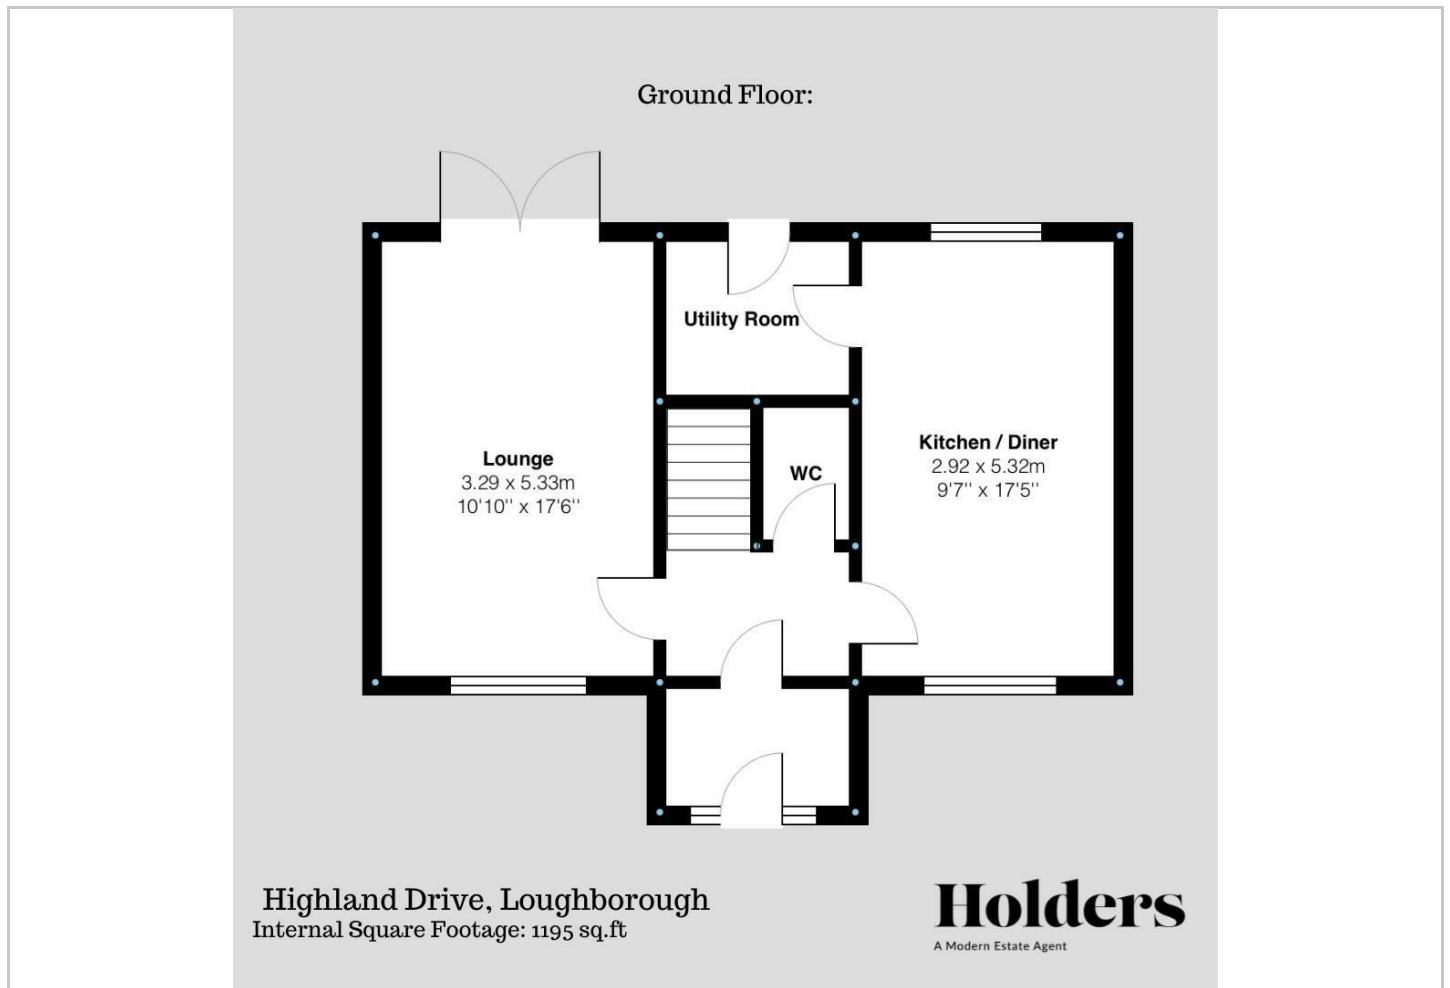 Ground Floor:
Utility Room
Lounge
3.29 x 5.33m
10'10'' x 17'6''
WC
Kitchen / Diner
2.92 x 5.32m
9'7'' x 17'5''
Highland Drive, Loughborough
Internal Square Footage: 1195 sq.ft
Holders
A Modern Estate Agent